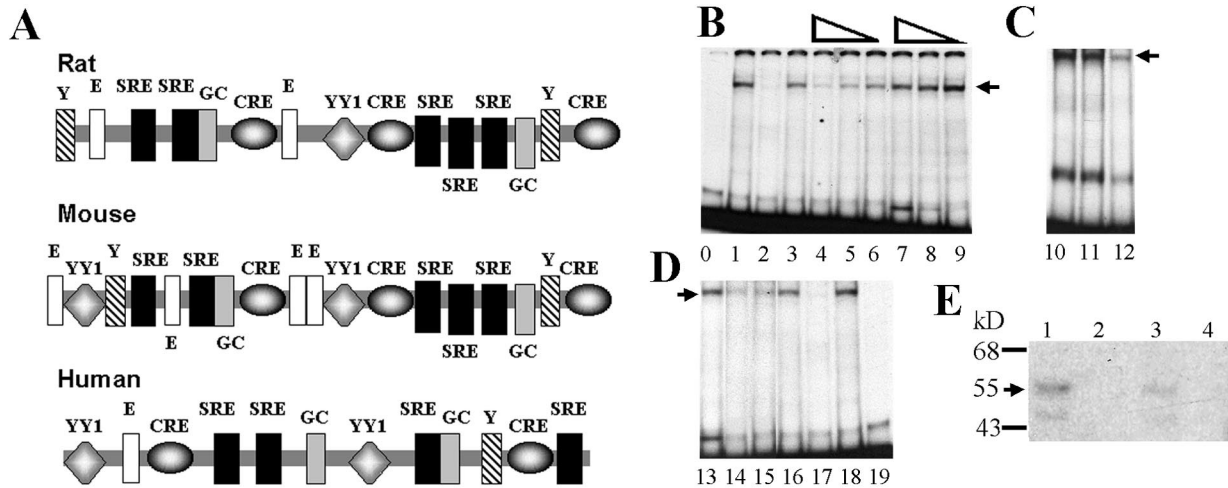 A
B
C
Rat
Y E SRE SRE GC CRE E YY1 CRE SRE SRE Y CRE
SRE GC
Mouse
E YY1 Y SRE SRE CRE E E YY1 CRE SRE SRE Y CRE
E GC SRE GC
Human
YY1 E CRE SRE SRE GC YY1 SRE GC Y CRE SRE
0 1 2 3 4 5 6 7 8 9
10 11 12
D
13 14 15 16 17 18 19
E
kD 1 2 3 4
68
55
43